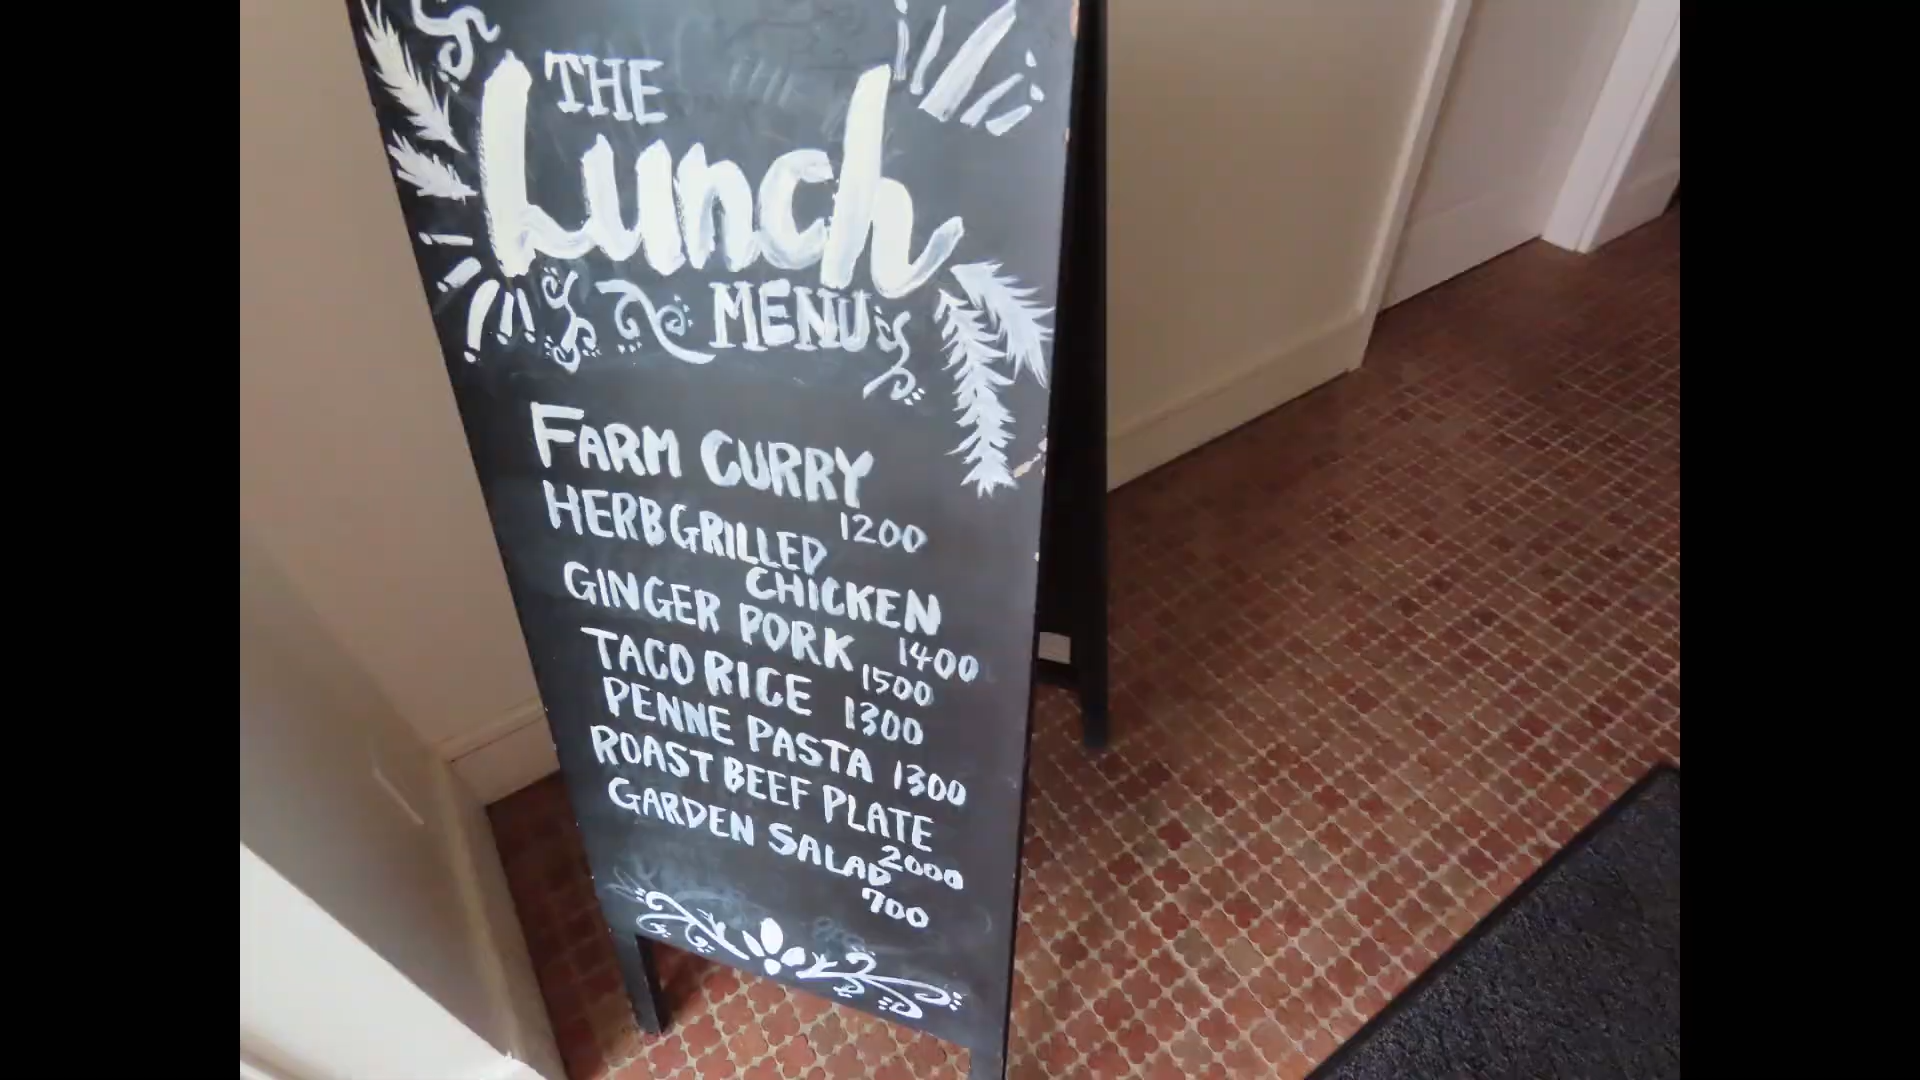 THE
Lunch
MENU
FARM CURRY
1200
HERB GRILLED
CHICKEN
1400
GINGER PORK
1500
TACO RICE 1300
PENNE PASTA 1300
ROAST BEEF PLATE
2000
GARDEN SALAD
700